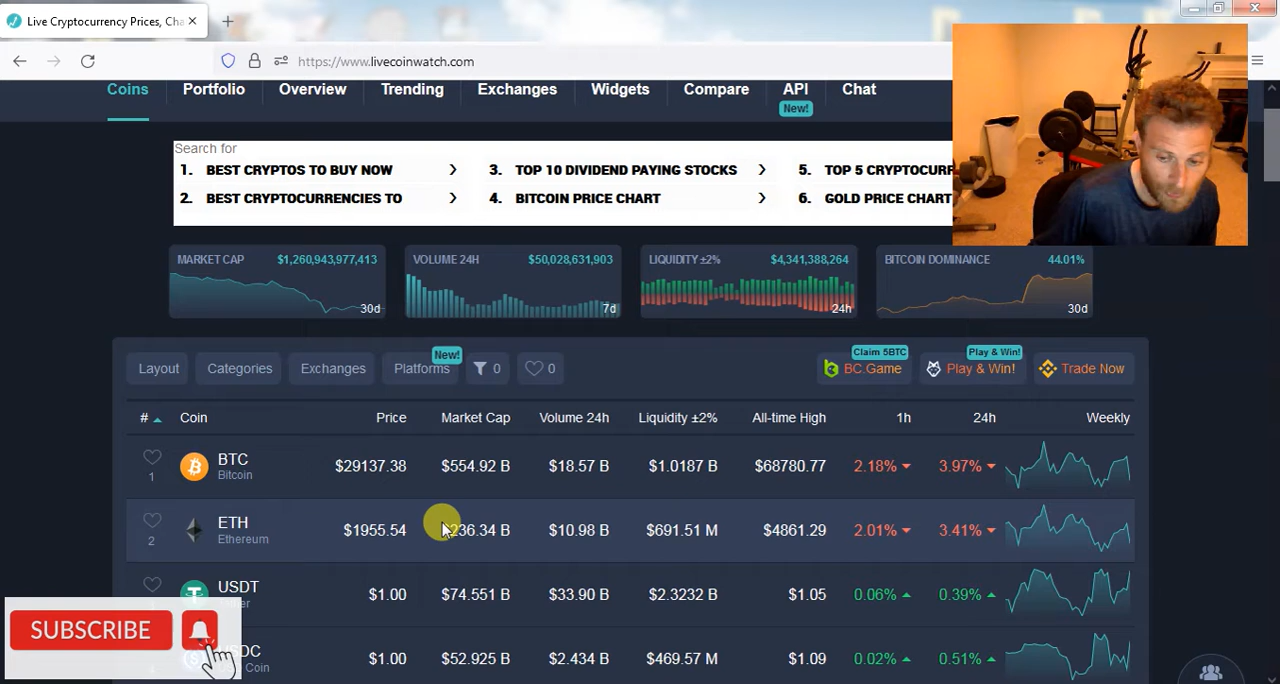 Live Cryptocurrency Prices, Cha
https://www.livecoinwatch.com
Coins Portfolio Overview Trending Exchanges Widgets Compare API Chat
New!
Search for
1. BEST CRYPTOS TO BUY NOW 3. TOP 10 DIVIDEND PAYING STOCKS 5.
2. BEST CRYPTOCURRENCIES TO 4. BITCOIN PRICE CHART 6. GOLD PRICE CHART
TOP 5 CRYPTOCURR
MARKET CAP $1,260,943,977,413 VOLUME 24H $50,028,631,903 LIQUIDITY ±2% $4,341,388,264 BITCOIN DOMINANCE 44.01%
30d 7d 24h 30d
New! Claim 5BTC Play & Win!
Layout Categories Exchanges Platforms 0 0 BC.Game Play & Win! Trade Now
# Coin Price Market Cap Volume 24h Liquidity ±2% All-time High 1h 24h Weekly
1 BTC Bitcoin $29137.38 $554.92 B $18.57 B $1.0187 B $68780.77 2.18% 3.97%
2 ETH Ethereum $1955.54 $236.34 B $10.98 B $691.51 M $4861.29 2.01% 3.41%
USDT $1.00 $74.551 B $33.90 B $2.3232 B $1.05 0.06% 0.39%
$1.00 $52.925 B $2.434 B $469.57 M $1.09 0.02% 0.51%
Coin
SUBSCRIBE